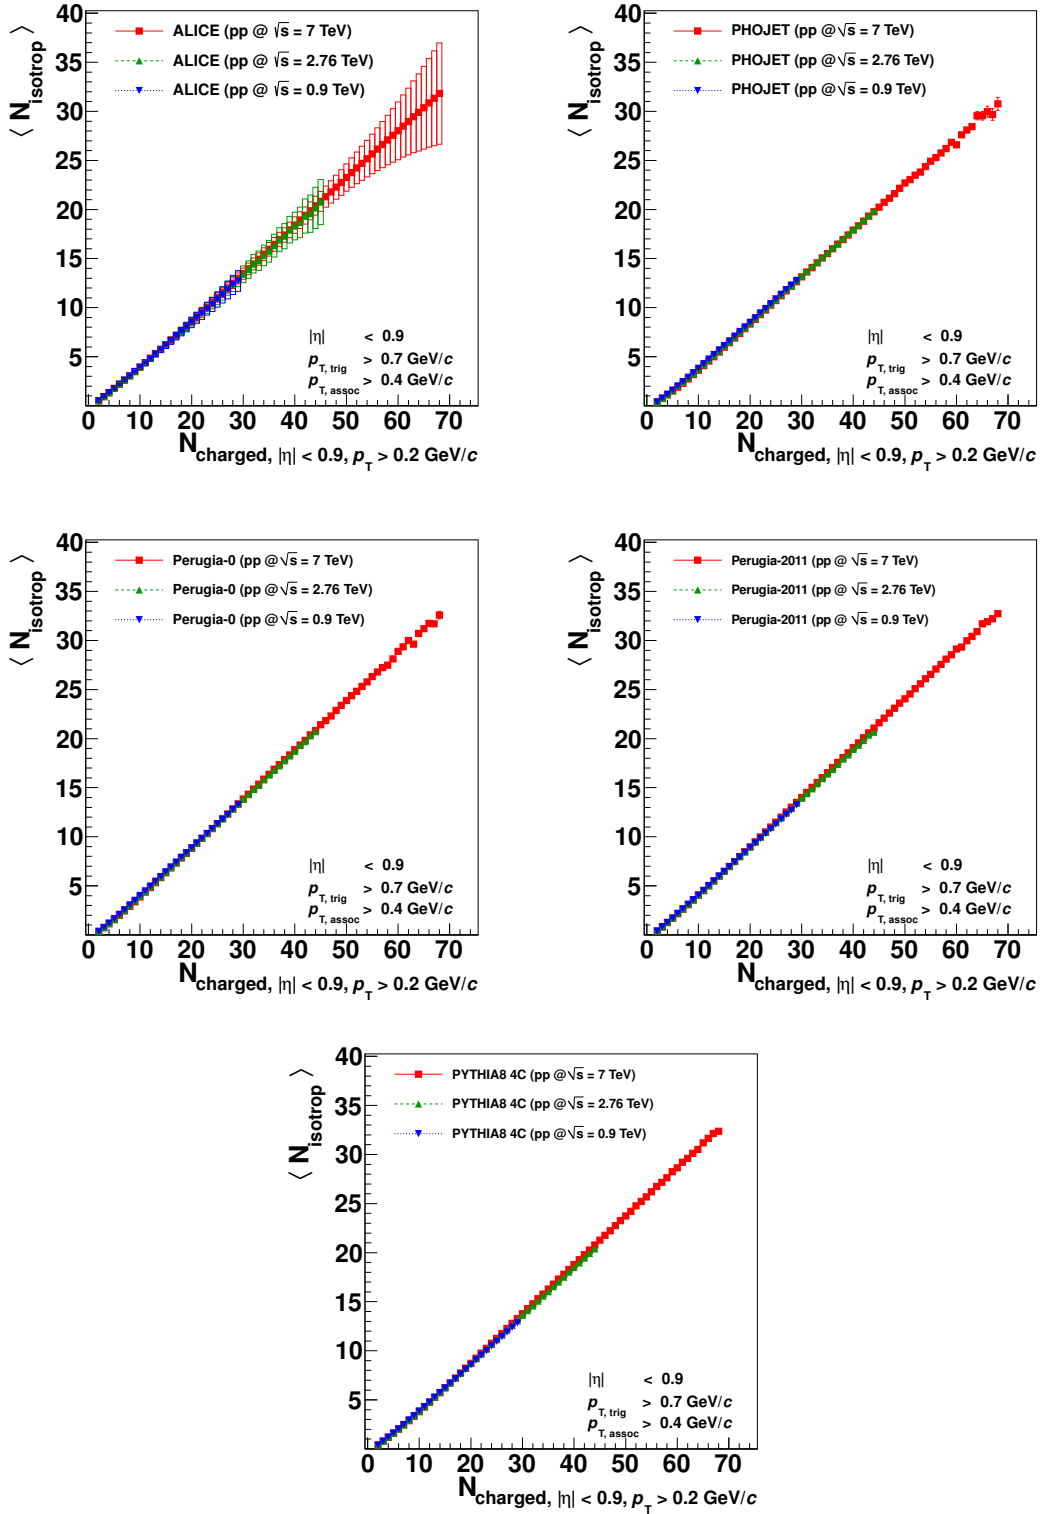 ALICE (pp @ √s = 7 TeV)
ALICE (pp @ √s = 2.76 TeV)
ALICE (pp @ √s = 0.9 TeV)
⟨ N_isotrop ⟩
40
35
30
25
20
15
10
5
|η| < 0.9
p_T, trig > 0.7 GeV/c
p_T, assoc > 0.4 GeV/c
0 10 20 30 40 50 60 70
N_charged, |η| < 0.9, p_T > 0.2 GeV/c
PHOJET (pp @ √s = 7 TeV)
PHOJET (pp @ √s = 2.76 TeV)
PHOJET (pp @ √s = 0.9 TeV)
⟨ N_isotrop ⟩
40
35
30
25
20
15
10
5
|η| < 0.9
p_T, trig > 0.7 GeV/c
p_T, assoc > 0.4 GeV/c
0 10 20 30 40 50 60 70
N_charged, |η| < 0.9, p_T > 0.2 GeV/c
Perugia-0 (pp @ √s = 7 TeV)
Perugia-0 (pp @ √s = 2.76 TeV)
Perugia-0 (pp @ √s = 0.9 TeV)
⟨ N_isotrop ⟩
40
35
30
25
20
15
10
5
|η| < 0.9
p_T, trig > 0.7 GeV/c
p_T, assoc > 0.4 GeV/c
0 10 20 30 40 50 60 70
N_charged, |η| < 0.9, p_T > 0.2 GeV/c
Perugia-2011 (pp @ √s = 7 TeV)
Perugia-2011 (pp @ √s = 2.76 TeV)
Perugia-2011 (pp @ √s = 0.9 TeV)
⟨ N_isotrop ⟩
40
35
30
25
20
15
10
5
|η| < 0.9
p_T, trig > 0.7 GeV/c
p_T, assoc > 0.4 GeV/c
0 10 20 30 40 50 60 70
N_charged, |η| < 0.9, p_T > 0.2 GeV/c
PYTHIA8 4C (pp @ √s = 7 TeV)
PYTHIA8 4C (pp @ √s = 2.76 TeV)
PYTHIA8 4C (pp @ √s = 0.9 TeV)
⟨ N_isotrop ⟩
40
35
30
25
20
15
10
5
|η| < 0.9
p_T, trig > 0.7 GeV/c
p_T, assoc > 0.4 GeV/c
0 10 20 30 40 50 60 70
N_charged, |η| < 0.9, p_T > 0.2 GeV/c